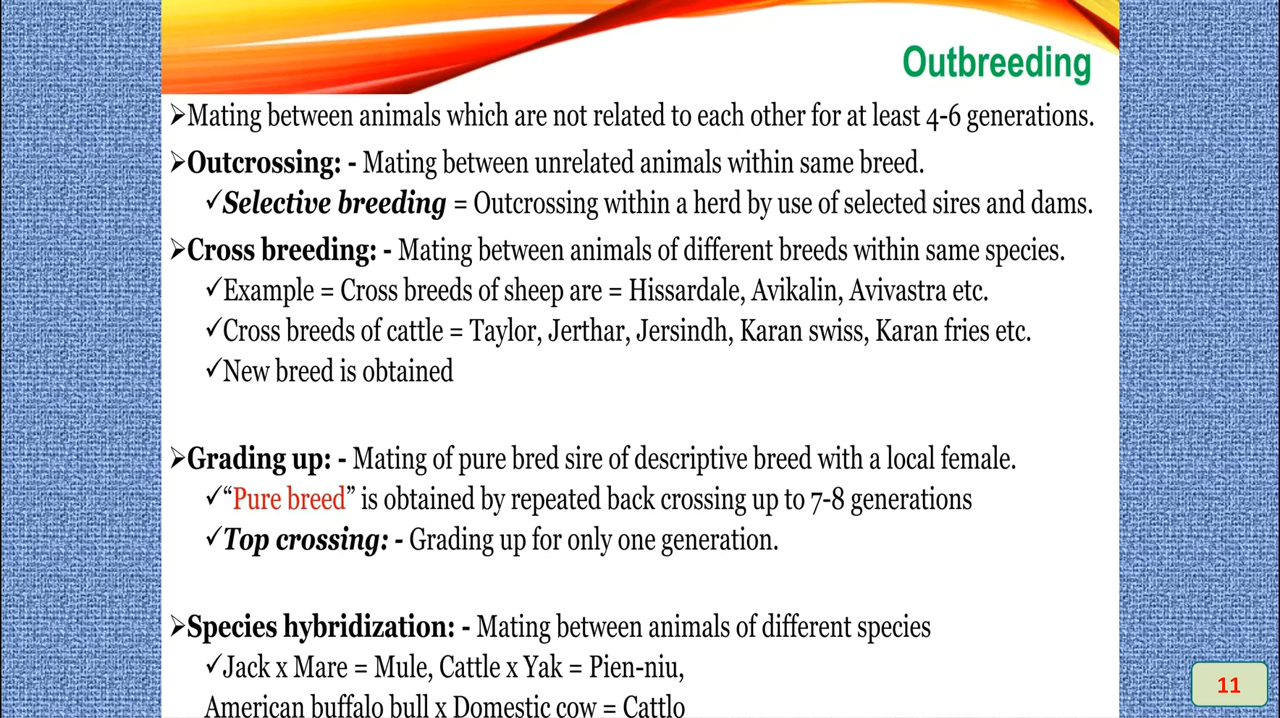 Outbreeding
➢Mating between animals which are not related to each other for at least 4-6 generations.
➢Outcrossing: - Mating between unrelated animals within same breed.
✓Selective breeding = Outcrossing within a herd by use of selected sires and dams.
➢Cross breeding: - Mating between animals of different breeds within same species.
✓Example = Cross breeds of sheep are = Hissardale, Avikalin, Avivastra etc.
✓Cross breeds of cattle = Taylor, Jerthar, Jersindh, Karan swiss, Karan fries etc.
✓New breed is obtained
➢Grading up: - Mating of pure bred sire of descriptive breed with a local female.
✓“Pure breed” is obtained by repeated back crossing up to 7-8 generations
✓Top crossing: - Grading up for only one generation.
➢Species hybridization: - Mating between animals of different species
✓Jack x Mare = Mule, Cattle x Yak = Pien-niu,
American buffalo bull x Domestic cow = Cattlo
11